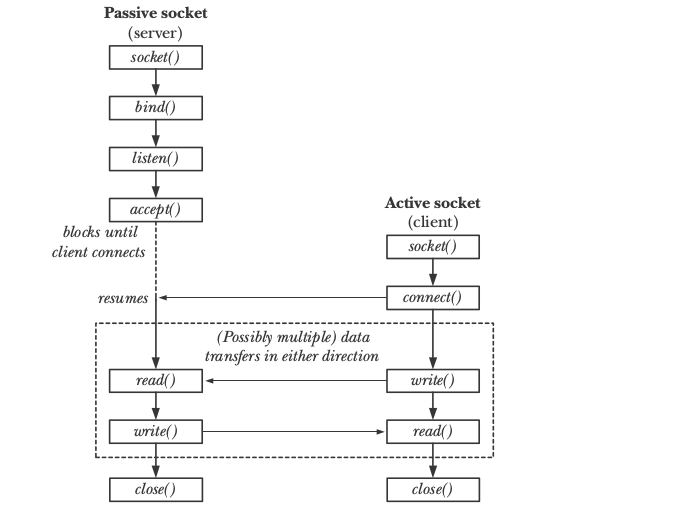 Passive socket
(server)
socket()
bind()
listen()
accept()
blocks until
client connects
resumes
Active socket
(client)
socket()
connect()
(Possibly multiple) data
transfers in either direction
read()
write()
write()
read()
close()
close()